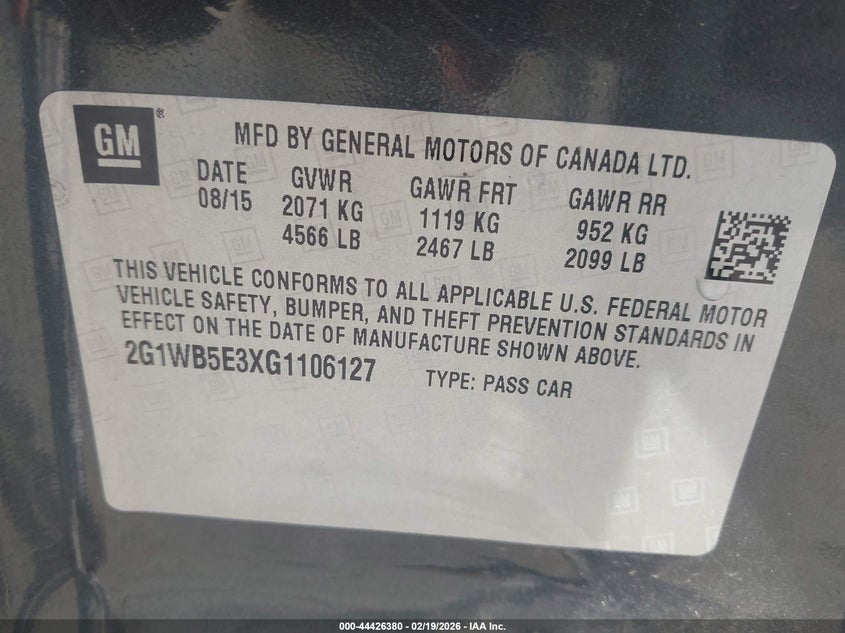 GM®
MFD BY GENERAL MOTORS OF CANADA LTD.
DATE GVWR GAWR FRT GAWR RR
08/15 2071 KG 1119 KG 952 KG
4566 LB 2467 LB 2099 LB
THIS VEHICLE CONFORMS TO ALL APPLICABLE U.S. FEDERAL MOTOR
VEHICLE SAFETY, BUMPER, AND THEFT PREVENTION STANDARDS IN
EFFECT ON THE DATE OF MANUFACTURE SHOWN ABOVE.
2G1WB5E3XG1106127 TYPE: PASS CAR
000-44426380 - 02/19/2026 - IAA Inc.